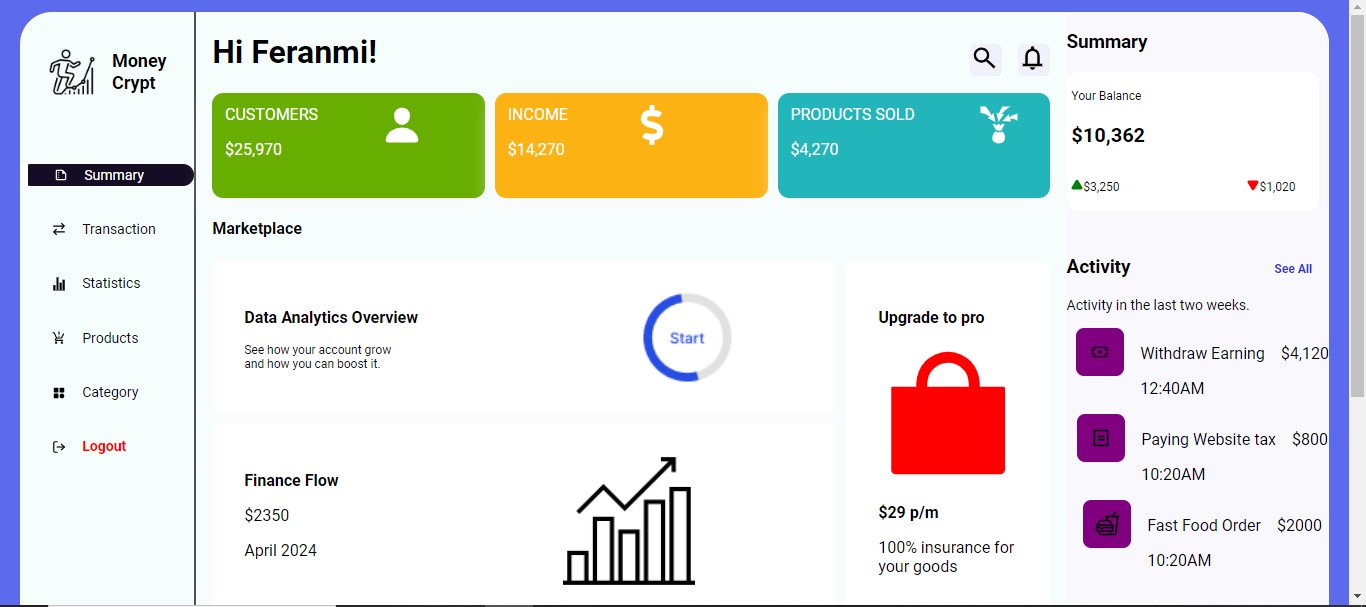 Money
Crypt
Summary
Transaction
Statistics
Products
Category
Logout
Hi Feranmi!
CUSTOMERS
$25,970
INCOME
$14,270
PRODUCTS SOLD
$4,270
Marketplace
Data Analytics Overview
See how your account grow
and how you can boost it.
Start
Finance Flow
$2350
April 2024
Upgrade to pro
$29 p/m
100% insurance for
your goods
Summary
Your Balance
$10,362
$3,250
$1,020
Activity
See All
Activity in the last two weeks.
Withdraw Earning $4,120
12:40AM
Paying Website tax $800
10:20AM
Fast Food Order $2000
10:20AM